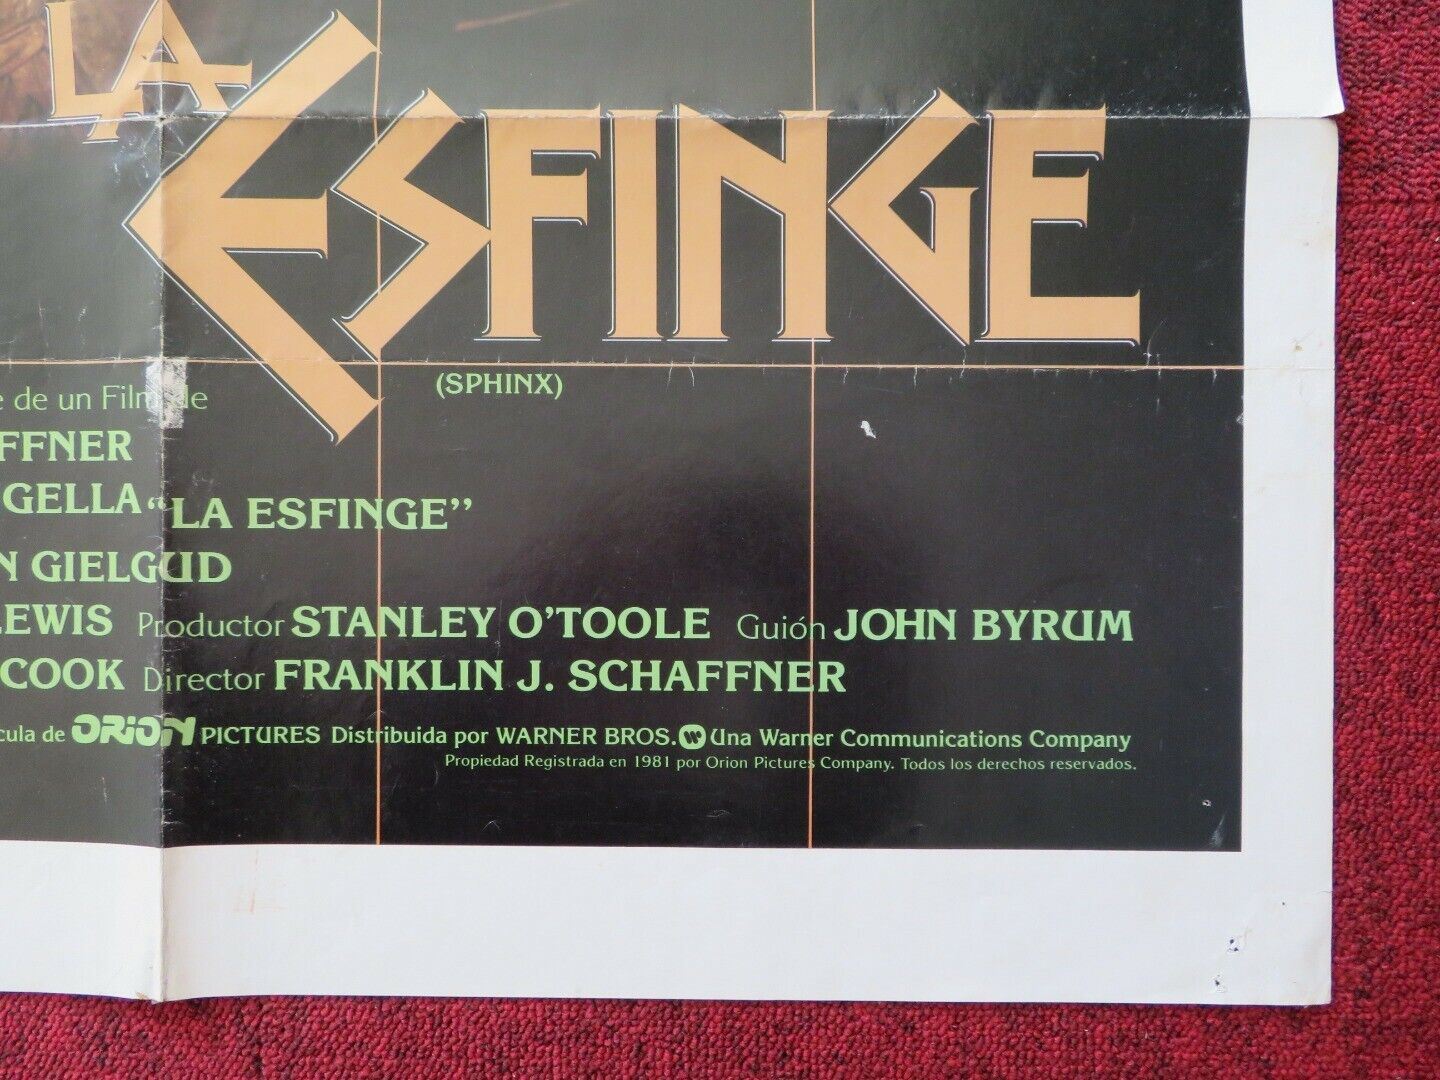 LA
ESFINGE
(SPHINX)
de un Film de
FFNER
GELLA "LA ESFINGE"
N GIELGUD
LEWIS Productor STANLEY O'TOOLE Guión JOHN BYRUM
COOK Director FRANKLIN J. SCHAFFNER
cula de ORION PICTURES Distribuida por WARNER BROS. Una Warner Communications Company
Propiedad Registrada en 1981 por Orion Pictures Company. Todos los derechos reservados.